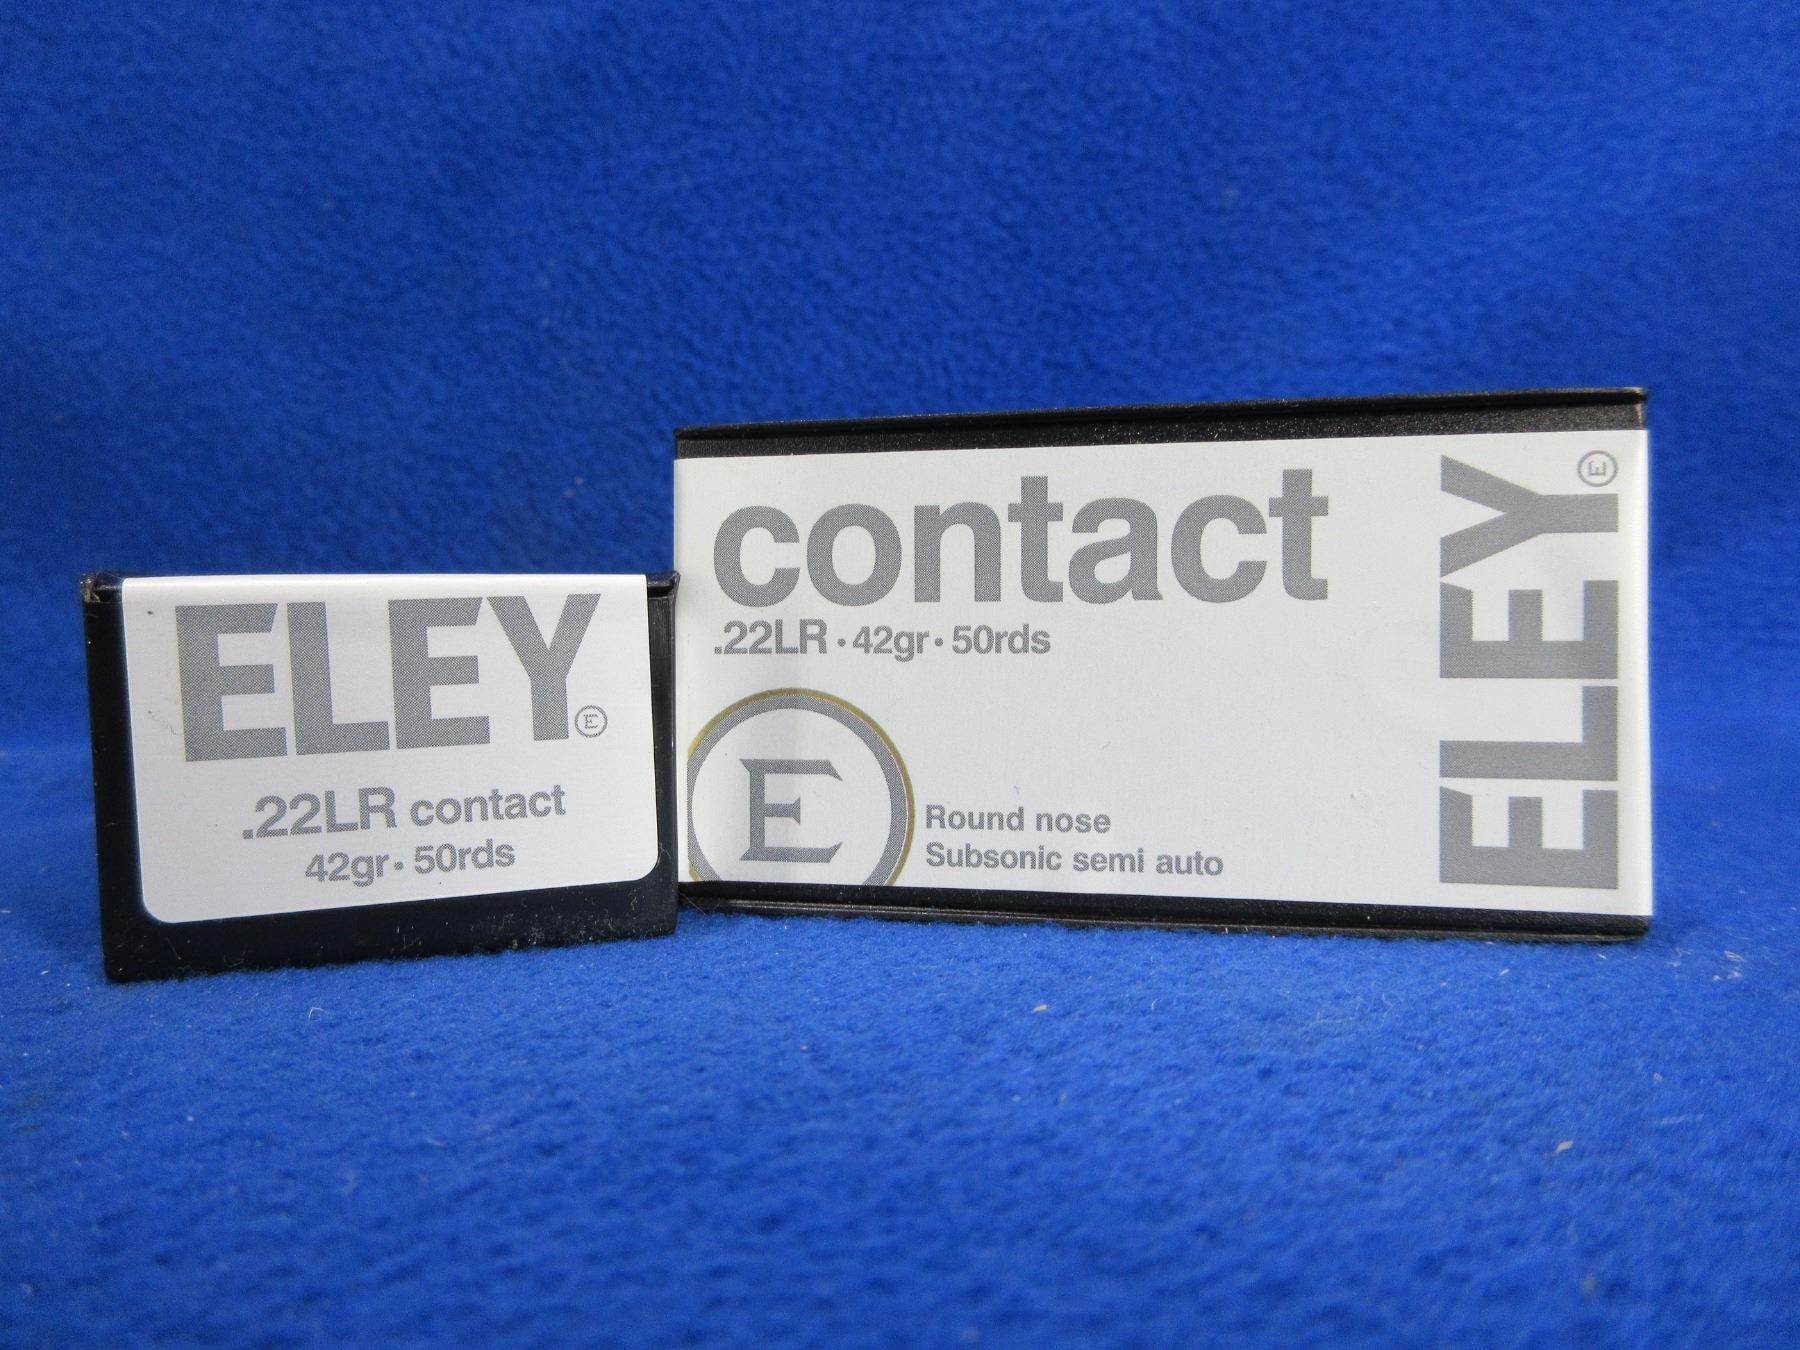 ELEY
E
.22LR contact
42gr • 50rds
contact
.22LR • 42gr • 50rds
E
Round nose
Subsonic semi auto
ELEY
E